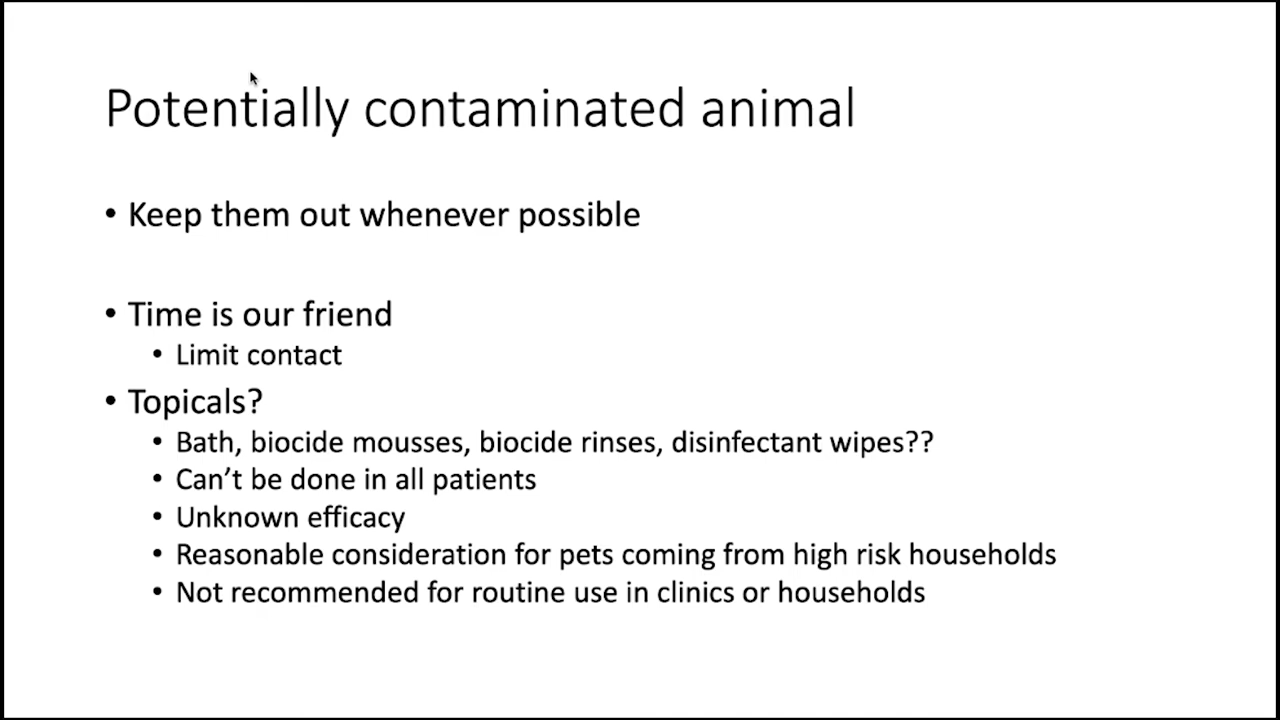 Potentially contaminated animal
• Keep them out whenever possible
• Time is our friend
• Limit contact
• Topicals?
• Bath, biocide mousses, biocide rinses, disinfectant wipes??
• Can’t be done in all patients
• Unknown efficacy
• Reasonable consideration for pets coming from high risk households
• Not recommended for routine use in clinics or households